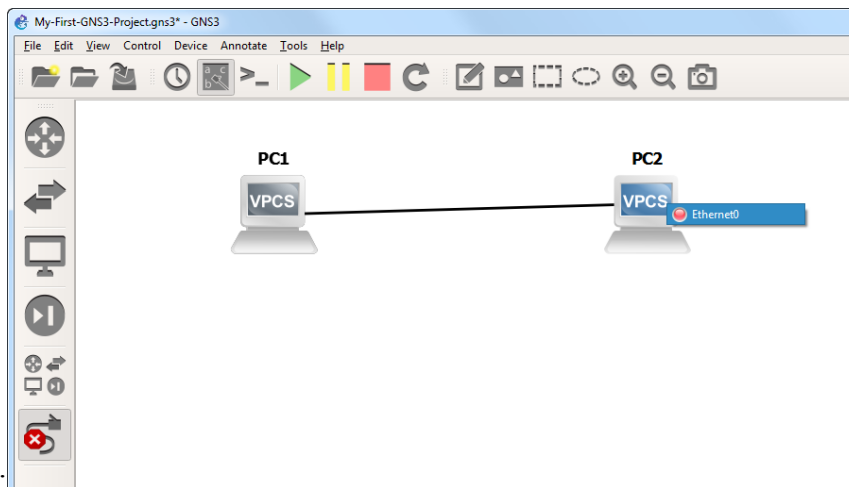 My-First-GNS3-Project.gns3* - GNS3
File Edit View Control Device Annotate Tools Help
PC1
PC2
VPCS
VPCS
Ethernet0